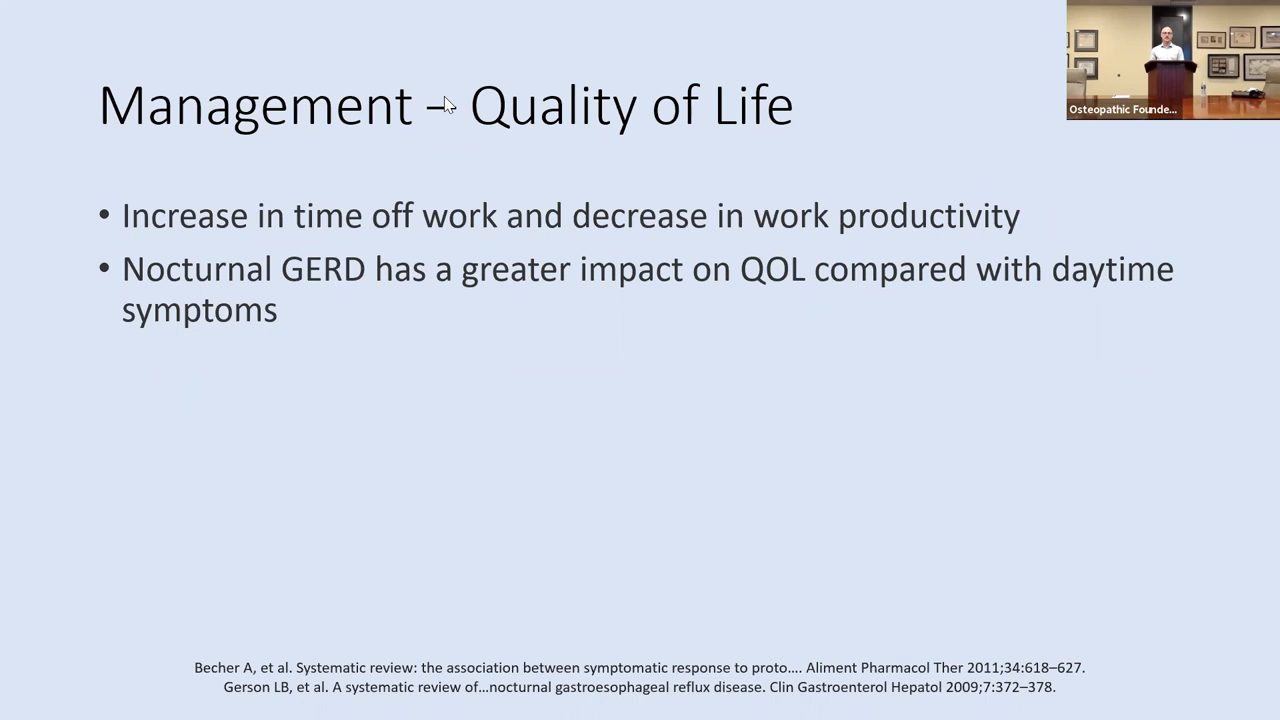 Management – Quality of Life
Osteopathic Founde...
• Increase in time off work and decrease in work productivity
• Nocturnal GERD has a greater impact on QOL compared with daytime
symptoms
Becher A, et al. Systematic review: the association between symptomatic response to proto.... Aliment Pharmacol Ther 2011;34:618–627.
Gerson LB, et al. A systematic review of...nocturnal gastroesophageal reflux disease. Clin Gastroenterol Hepatol 2009;7:372–378.